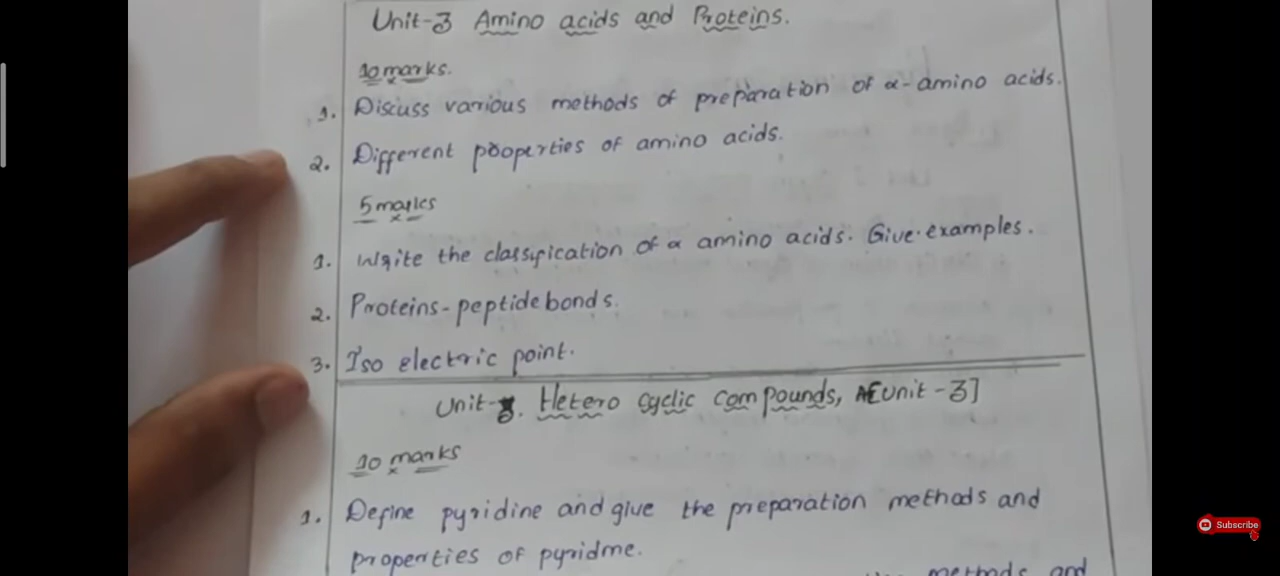 Unit-3 Amino acids and Proteins.
10 marks.
1. Discuss various methods of preparation of α-amino acids.
2. Different properties of amino acids.
5 marks
1. Write the classification of α amino acids. Give examples.
2. Proteins-peptide bonds.
3. Iso electric point.
Unit-3. Hetero cyclic compounds, [unit-3]
10 marks
1. Define pyridine and give the preparation methods and
properties of pyridine.
methods and
Subscribe